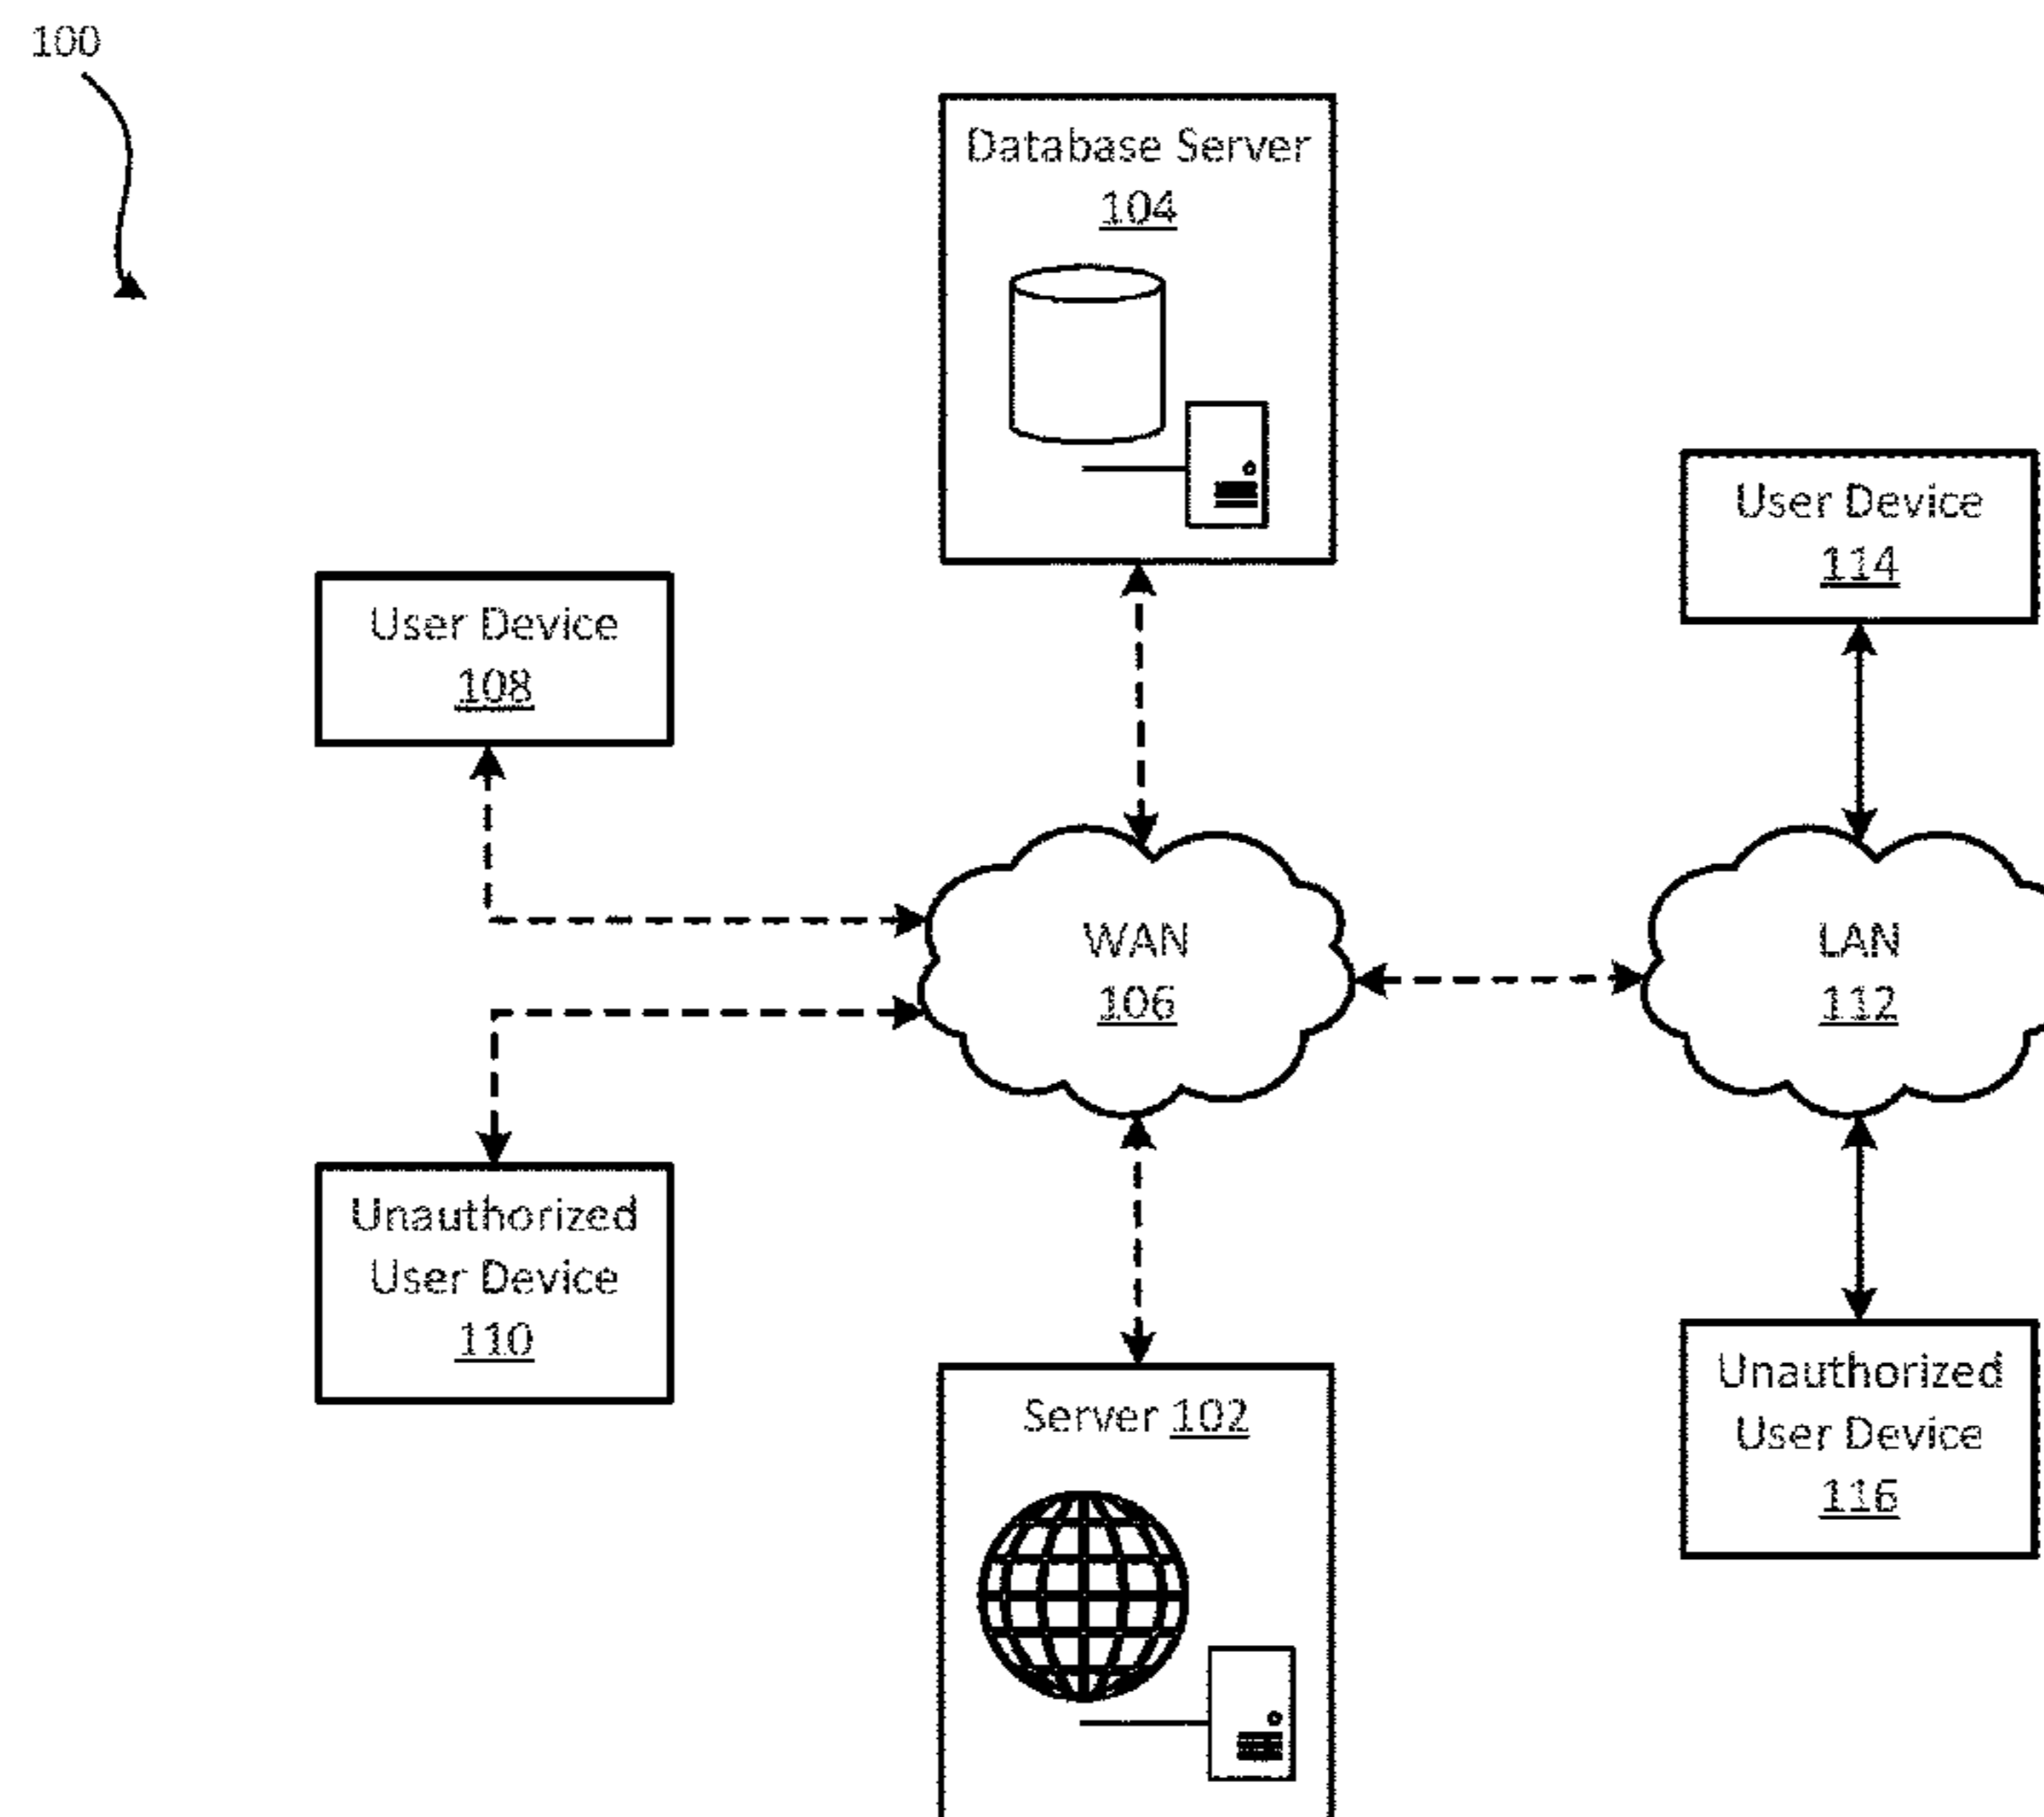 100
Database Server
104
User Device
114
User Device
108
WAN
106
LAN
112
Unauthorized
User Device
110
Unauthorized
User Device
116
Server 102